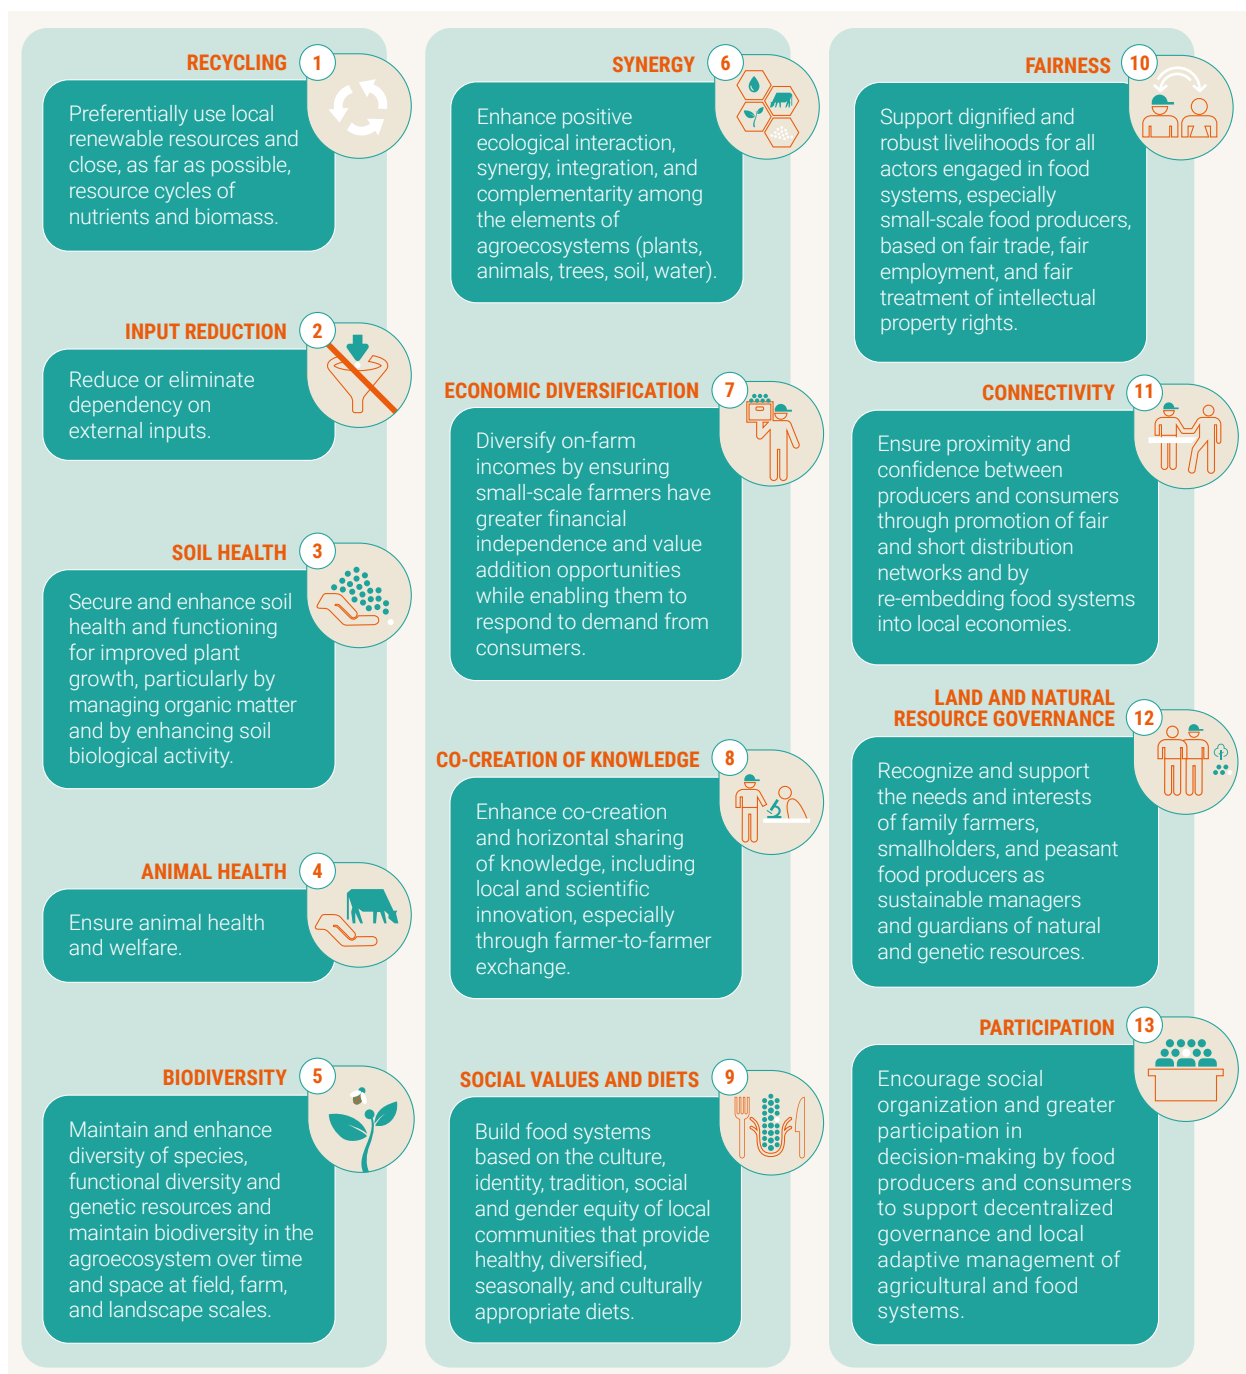 RECYCLING 1
Preferentially use local
renewable resources and
close, as far as possible,
resource cycles of
nutrients and biomass.
INPUT REDUCTION 2
Reduce or eliminate
dependency on
external inputs.
SOIL HEALTH 3
Secure and enhance soil
health and functioning
for improved plant
growth, particularly by
managing organic matter
and by enhancing soil
biological activity.
ANIMAL HEALTH 4
Ensure animal health
and welfare.
BIODIVERSITY 5
Maintain and enhance
diversity of species,
functional diversity and
genetic resources and
maintain biodiversity in the
agroecosystem over time
and space at field, farm,
and landscape scales.
SYNERGY 6
Enhance positive
ecological interaction,
synergy, integration, and
complementarity among
the elements of
agroecosystems (plants,
animals, trees, soil, water).
ECONOMIC DIVERSIFICATION 7
Diversify on-farm
incomes by ensuring
small-scale farmers have
greater financial
independence and value
addition opportunities
while enabling them to
respond to demand from
consumers.
CO-CREATION OF KNOWLEDGE 8
Enhance co-creation
and horizontal sharing
of knowledge, including
local and scientific
innovation, especially
through farmer-to-farmer
exchange.
SOCIAL VALUES AND DIETS 9
Build food systems
based on the culture,
identity, tradition, social
and gender equity of local
communities that provide
healthy, diversified,
seasonally, and culturally
appropriate diets.
FAIRNESS 10
Support dignified and
robust livelihoods for all
actors engaged in food
systems, especially
small-scale food producers,
based on fair trade, fair
employment, and fair
treatment of intellectual
property rights.
CONNECTIVITY 11
Ensure proximity and
confidence between
producers and consumers
through promotion of fair
and short distribution
networks and by
re-embedding food systems
into local economies.
LAND AND NATURAL
RESOURCE GOVERNANCE 12
Recognize and support
the needs and interests
of family farmers,
smallholders, and peasant
food producers as
sustainable managers
and guardians of natural
and genetic resources.
PARTICIPATION 13
Encourage social
organization and greater
participation in
decision-making by food
producers and consumers
to support decentralized
governance and local
adaptive management of
agricultural and food
systems.